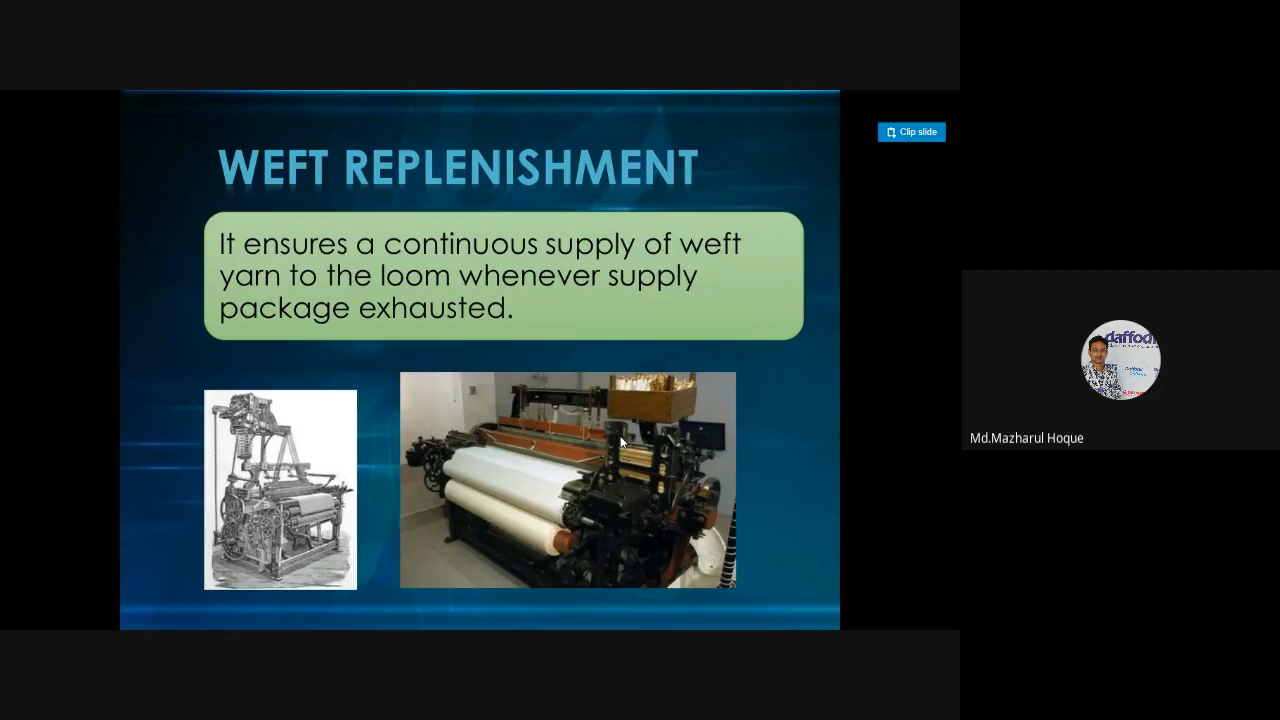 Clip slide
WEFT REPLENISHMENT
It ensures a continuous supply of weft
yarn to the loom whenever supply
package exhausted.
daffodi
Md.Mazharul Hoque